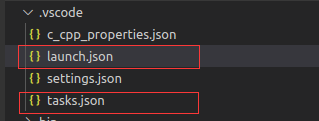 .vscode
{} c_cpp_properties.json
{} launch.json
{} settings.json
{} tasks.json